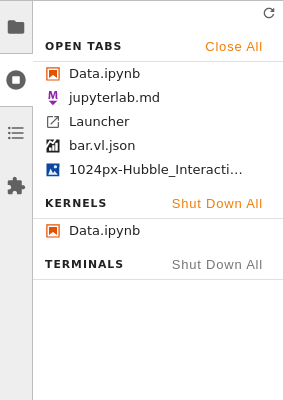 OPEN TABS Close All
Data.ipynb
jupyterlab.md
Launcher
bar.vl.json
1024px-Hubble_Interacti...
KERNELS Shut Down All
Data.ipynb
TERMINALS Shut Down All